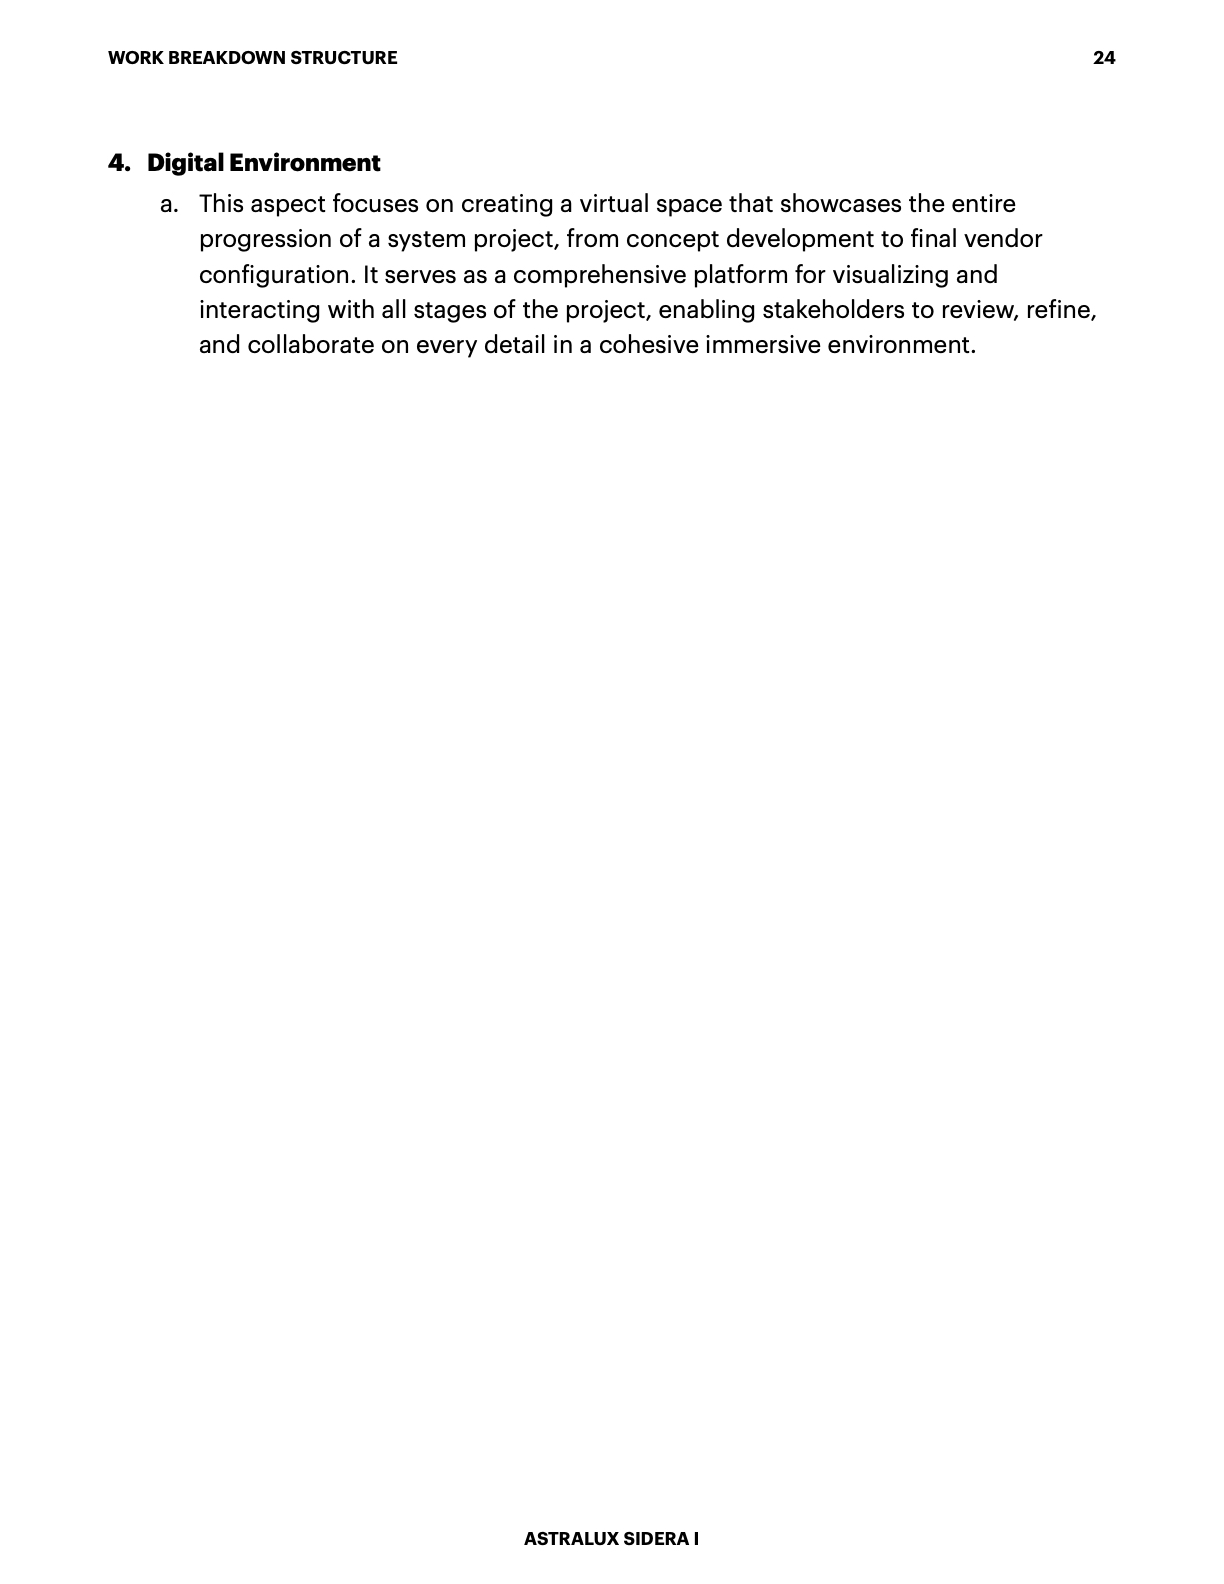 WORK BREAKDOWN STRUCTURE 24
4. Digital Environment
a. This aspect focuses on creating a virtual space that showcases the entire
progression of a system project, from concept development to final vendor
configuration. It serves as a comprehensive platform for visualizing and
interacting with all stages of the project, enabling stakeholders to review, refine,
and collaborate on every detail in a cohesive immersive environment.
ASTRALUX SIDERA I